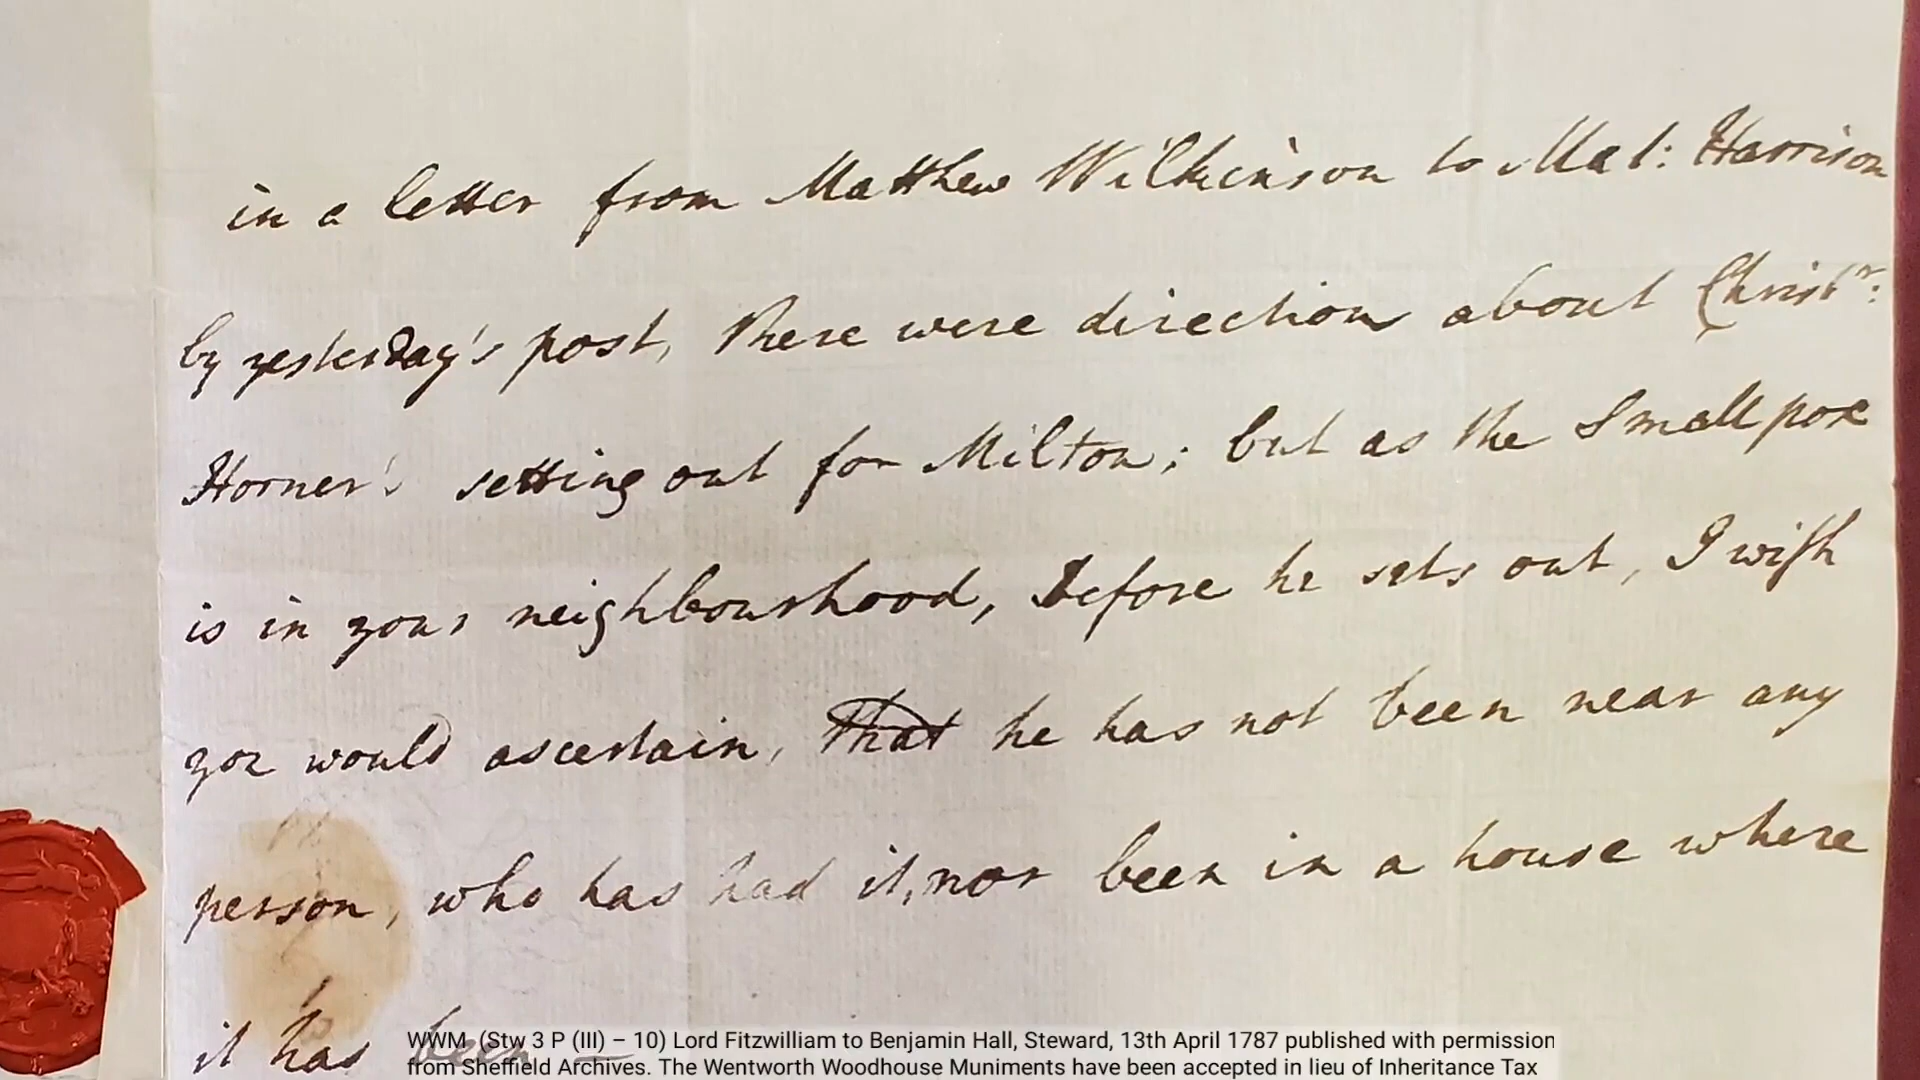 in a letter from Matthew Wilkinson to Mat: Harrison
by yesterday's post, there were directions about Christr:
Horner's setting out for Milton; but as the Small pox
is in your neighbourhood, before he sets out, I wish
you would ascertain, that he has not been near any
person, who has had it, nor been in a house where
it has been —
WWM (Stw 3 P (III) – 10) Lord Fitzwilliam to Benjamin Hall, Steward, 13th April 1787 published with permission
from Sheffield Archives. The Wentworth Woodhouse Muniments have been accepted in lieu of Inheritance Tax